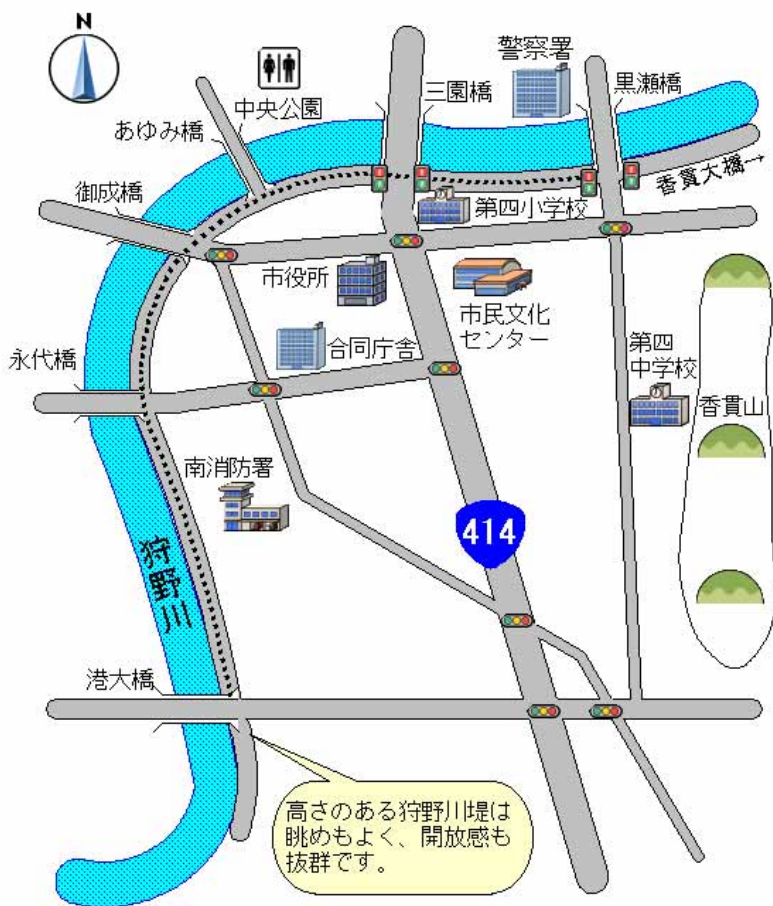 N
警察署
黒瀬橋
三園橋
中央公園
あゆみ橋
香貫大橋→
御成橋
第四小学校
市役所
市民文化
センター
合同庁舎
第四
中学校
永代橋
香貫山
南消防署
414
狩野川
港大橋
高さのある狩野川堤は
眺めもよく、開放感も
抜群です。